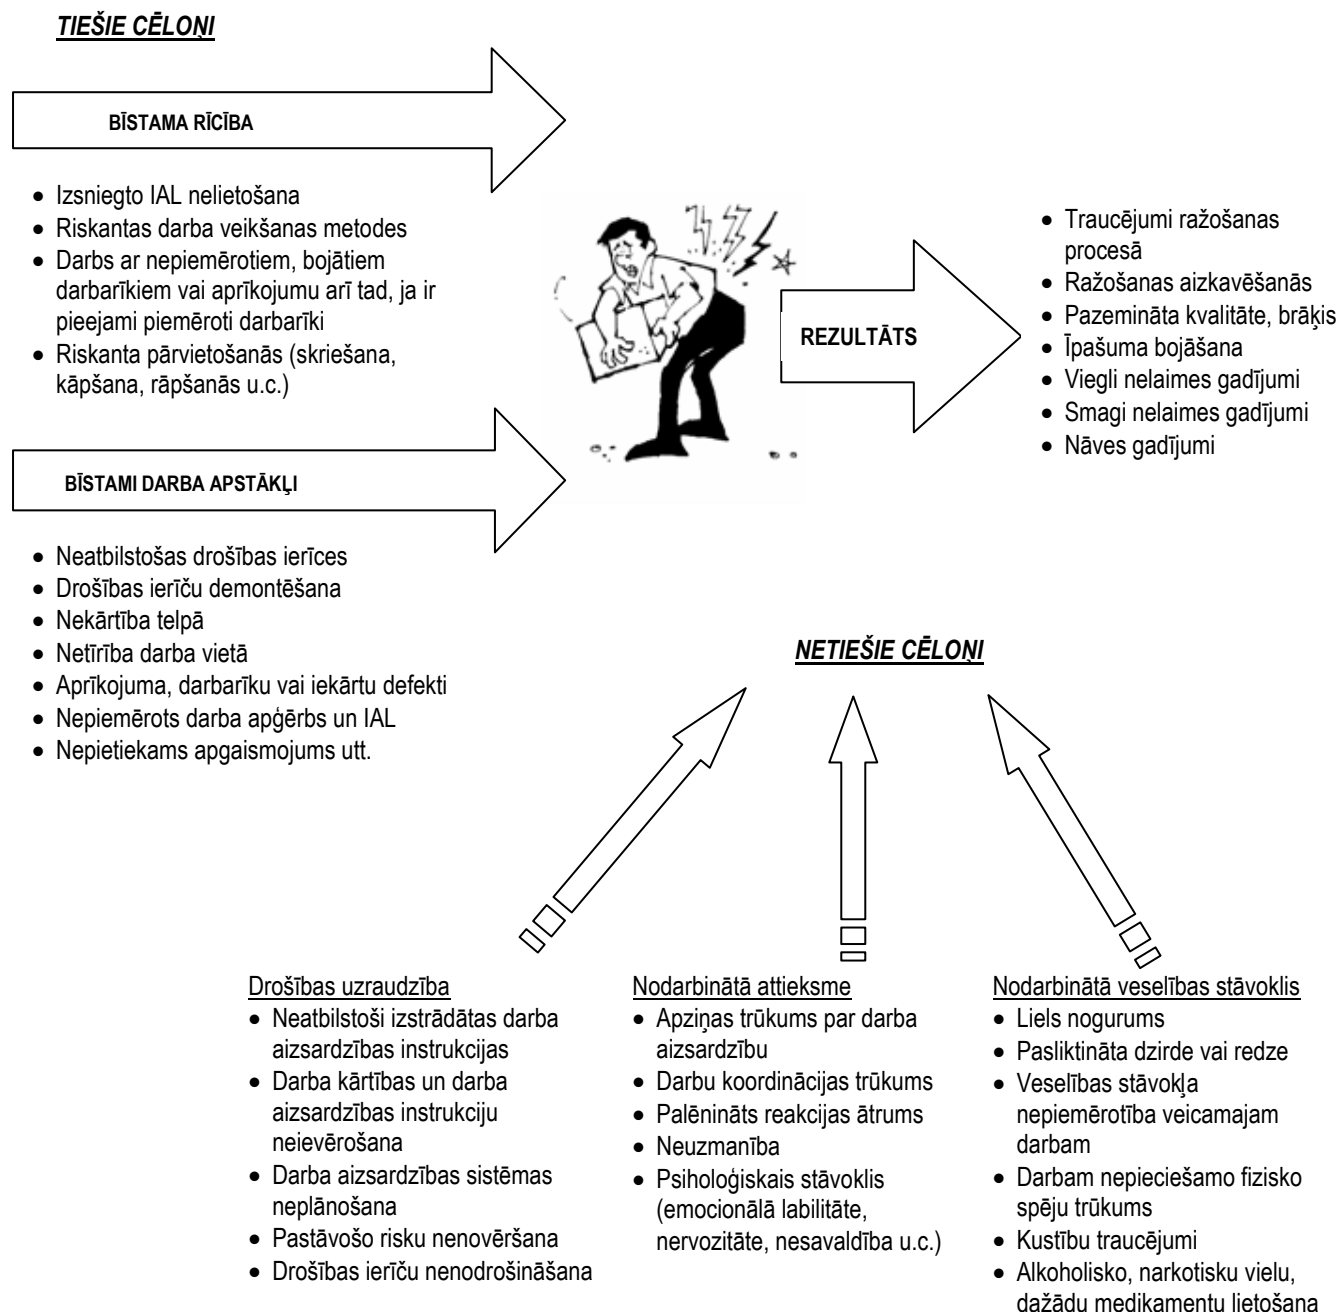 TIEŠIE CĒLOŅI
BĪSTAMA RĪCĪBA
• Izsniegto IAL nelietošana
• Riskantas darba veikšanas metodes
• Darbs ar nepiemērotiem, bojātiem
darbarīkiem vai aprīkojumu arī tad, ja ir
pieejami piemēroti darbarīki
• Riskanta pārvietošanās (skriešana,
kāpšana, rāpšanās u.c.)
BĪSTAMI DARBA APSTĀKĻI
• Neatbilstošas drošības ierīces
• Drošības ierīču demontēšana
• Nekārtība telpā
• Netīrība darba vietā
• Aprīkojuma, darbarīku vai iekārtu defekti
• Nepiemērots darba apģērbs un IAL
• Nepietiekams apgaismojums utt.
REZULTĀTS
• Traucējumi ražošanas
procesā
• Ražošanas aizkavēšanās
• Pazemināta kvalitāte, brāķis
• Īpašuma bojāšana
• Viegli nelaimes gadījumi
• Smagi nelaimes gadījumi
• Nāves gadījumi
NETIEŠIE CĒLOŅI
Drošības uzraudzība
• Neatbilstoši izstrādātas darba
aizsardzības instrukcijas
• Darba kārtības un darba
aizsardzības instrukciju
neievērošana
• Darba aizsardzības sistēmas
neplānošana
• Pastāvošo risku nenovēršana
• Drošības ierīču nenodrošināšana
Nodarbinātā attieksme
• Apziņas trūkums par darba
aizsardzību
• Darbu koordinācijas trūkums
• Palēnināts reakcijas ātrums
• Neuzmanība
• Psiholoģiskais stāvoklis
(emocionālā labilitāte,
nervozitāte, nesavaldība u.c.)
Nodarbinātā veselības stāvoklis
• Liels nogurums
• Pasliktināta dzirde vai redze
• Veselības stāvokļa
nepiemērotība veicamajam
darbam
• Darbam nepieciešamo fizisko
spēju trūkums
• Kustību traucējumi
• Alkoholisko, narkotisku vielu,
dažādu medikamentu lietošana